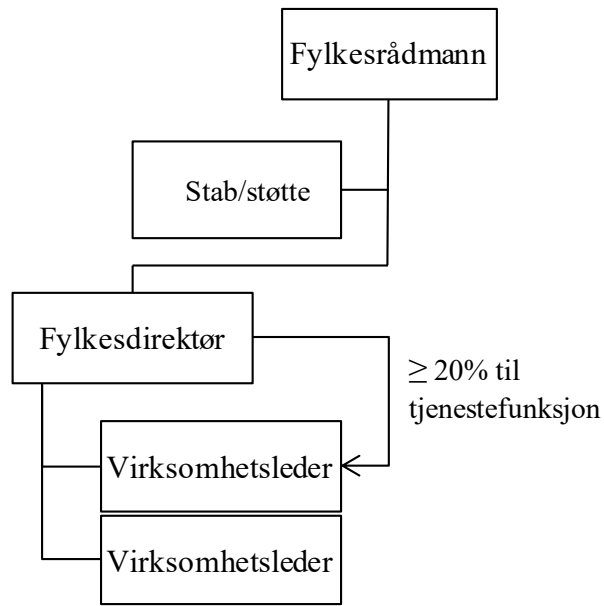 Fylkesrådmann
Stab/støtte
Fylkesdirektør
≥ 20% til
tjenestefunksjon
Virksomhetsleder
Virksomhetsleder